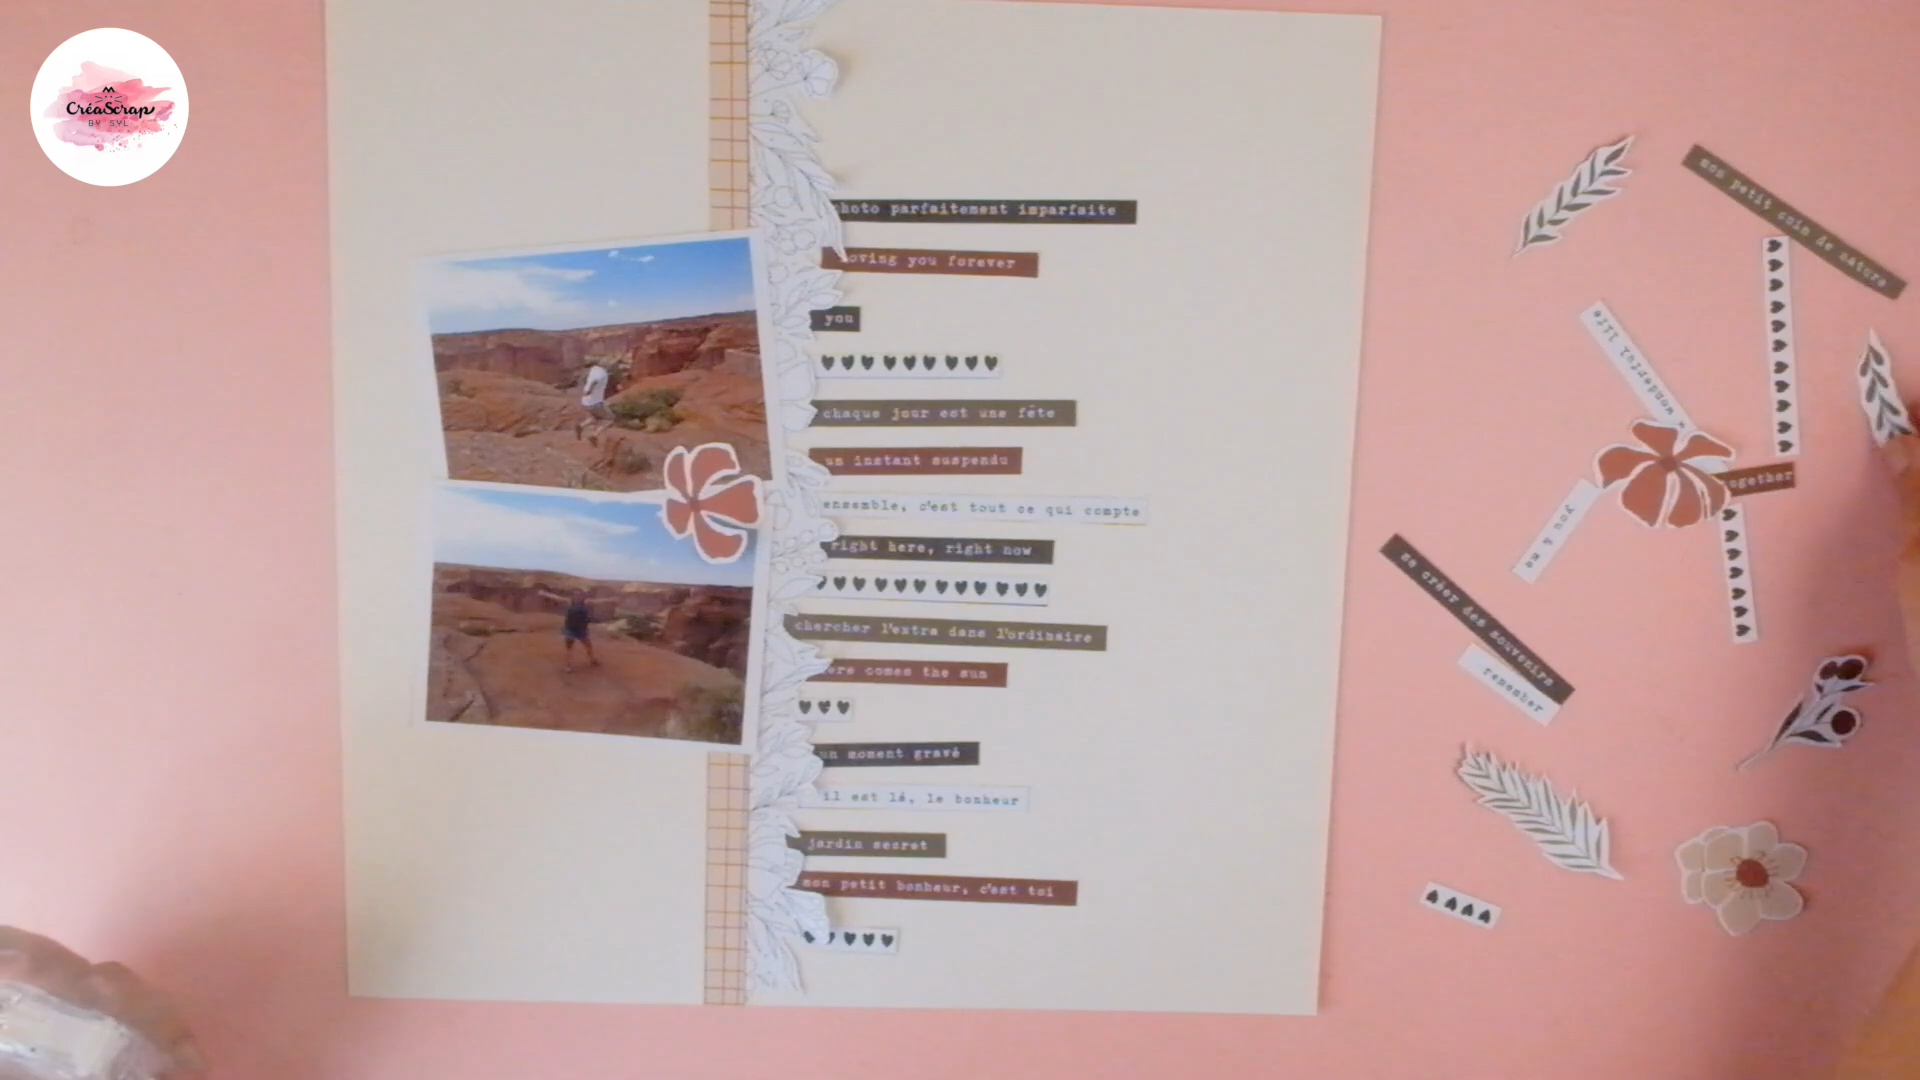 CréaScrap
BY SYL
photo parfaitement imparfaite
loving you forever
you
chaque jour est une fête
un instant suspendu
ensemble, c'est tout ce qui compte
right here, right now
chercher l'extra dans l'ordinaire
here comes the sun
un moment gravé
il est là, le bonheur
jardin secret
mon petit bonheur, c'est toi
mon petit coin de nature
wonderful life
together
you & me
se créer des souvenirs
remember